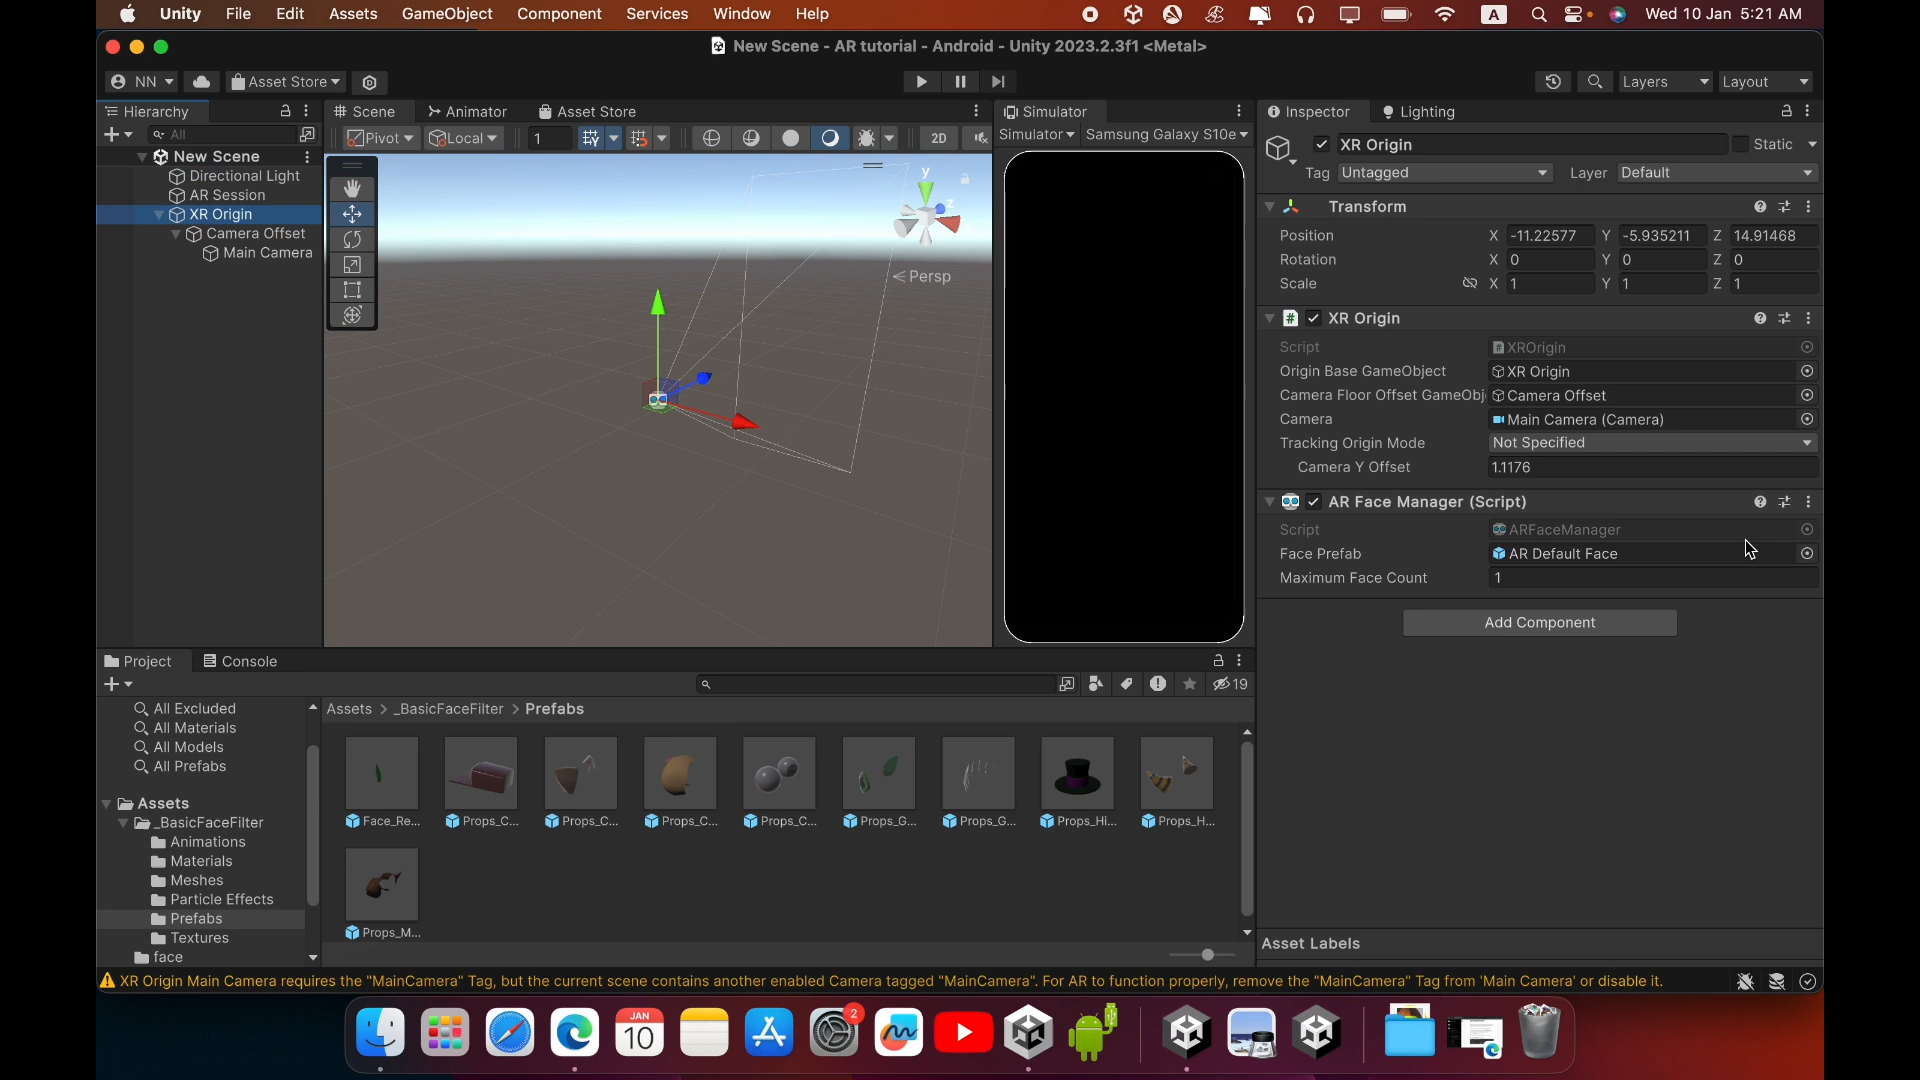 Unity File Edit Assets GameObject Component Services Window Help A Wed 10 Jan 5:21 AM
New Scene - AR tutorial - Android - Unity 2023.2.3f1 <Metal>
NN Asset Store Layers Layout
Hierarchy Scene Animator Asset Store Simulator Inspector Lighting
All Pivot Local 1 2D Simulator Samsung Galaxy S10e
New Scene
Directional Light
AR Session
XR Origin
Camera Offset
Main Camera
y
z
Persp
XR Origin Static
Tag Untagged Layer Default
Transform
Position X -11.22577 Y -5.935211 Z 14.91468
Rotation X 0 Y 0 Z 0
Scale X 1 Y 1 Z 1
XR Origin
Script XROrigin
Origin Base GameObject XR Origin
Camera Floor Offset GameObj Camera Offset
Camera Main Camera (Camera)
Tracking Origin Mode Not Specified
Camera Y Offset 1.1176
AR Face Manager (Script)
Script ARFaceManager
Face Prefab AR Default Face
Maximum Face Count 1
Add Component
Project Console
19
All Excluded
All Materials
All Models
All Prefabs
Assets
_BasicFaceFilter
Animations
Materials
Meshes
Particle Effects
Prefabs
Textures
face
Assets > _BasicFaceFilter > Prefabs
Face_Re... Props_C... Props_C... Props_C... Props_C... Props_G... Props_G... Props_Hi... Props_H...
Props_M...
Asset Labels
XR Origin Main Camera requires the "MainCamera" Tag, but the current scene contains another enabled Camera tagged "MainCamera". For AR to function properly, remove the "MainCamera" Tag from 'Main Camera' or disable it.
JAN
10
2